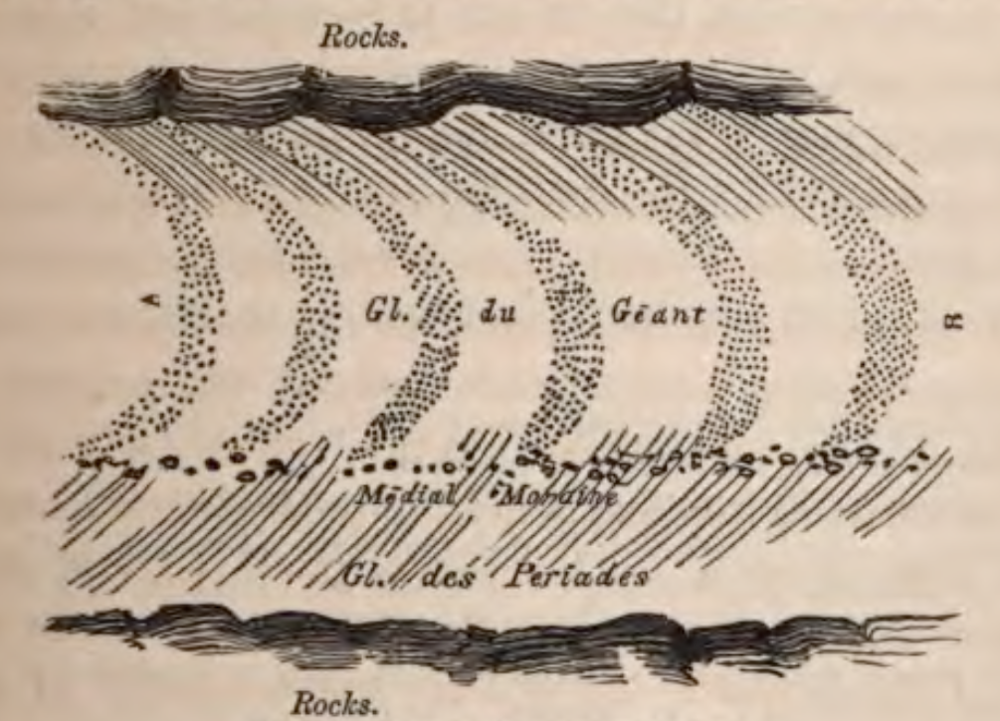 Rocks.
A
Gl. du Géant
B
Medial Moraine
Gl. des Periades
Rocks.